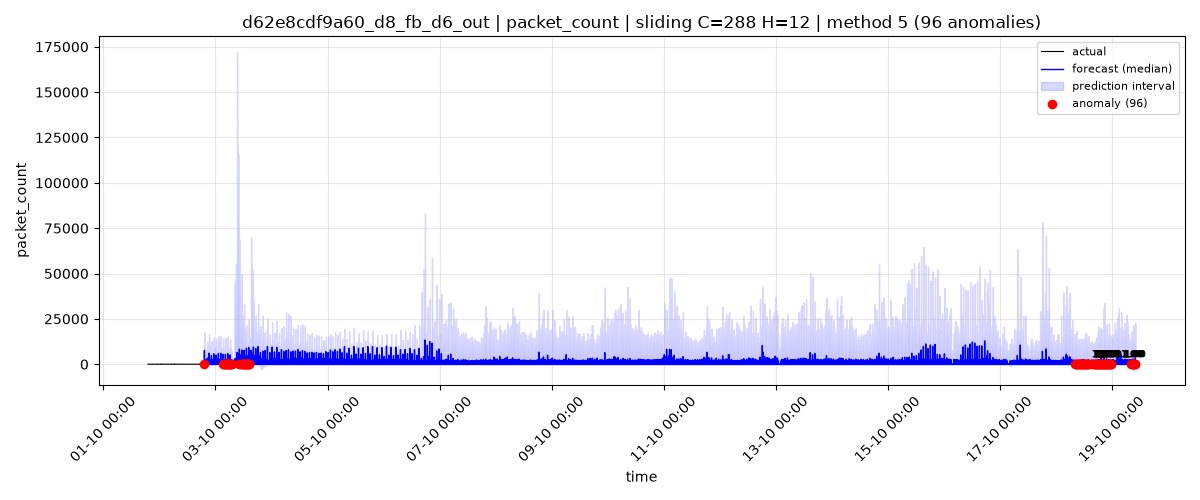 d62e8cdf9a60_d8_fb_d6_out | packet_count | sliding C=288 H=12 | method 5 (96 anomalies)
actual
forecast (median)
prediction interval
anomaly (96)
packet_count
175000
150000
125000
100000
75000
50000
25000
0
01-10 00:00
03-10 00:00
05-10 00:00
07-10 00:00
09-10 00:00
11-10 00:00
13-10 00:00
15-10 00:00
17-10 00:00
19-10 00:00
time